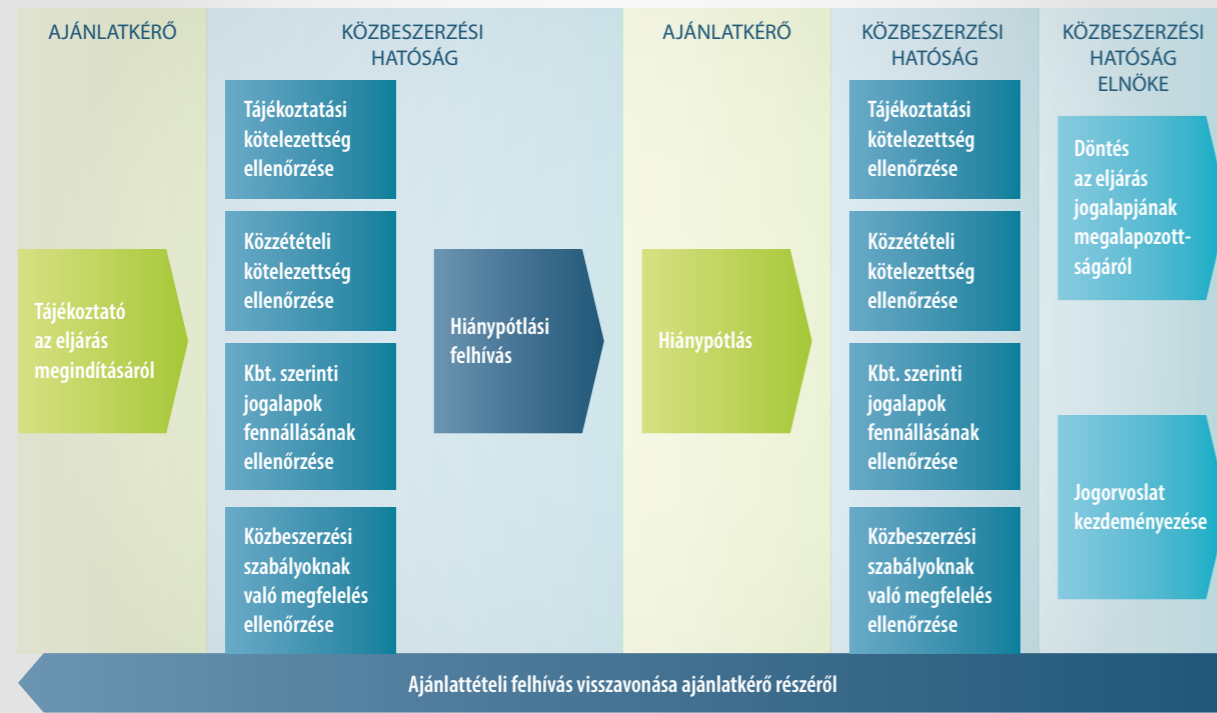 AJÁNLATKÉRŐ
Tájékoztató
az eljárás
megindításáról
KÖZBESZERZÉSI
HATÓSÁG
Tájékoztatási
kötelezettség
ellenőrzése
Közzétételi
kötelezettség
ellenőrzése
Kbt. szerinti
jogalapok
fennállásának
ellenőrzése
Közbeszerzési
szabályoknak
való megfelelés
ellenőrzése
Hiánypótlási
felhívás
AJÁNLATKÉRŐ
Hiánypótlás
KÖZBESZERZÉSI
HATÓSÁG
Tájékoztatási
kötelezettség
ellenőrzése
Közzétételi
kötelezettség
ellenőrzése
Kbt. szerinti
jogalapok
fennállásának
ellenőrzése
Közbeszerzési
szabályoknak
való megfelelés
ellenőrzése
KÖZBESZERZÉSI
HATÓSÁG
ELNÖKE
Döntés
az eljárás
jogalapjának
megalapozott-
ságáról
Jogorvoslat
kezdeményezése
Ajánlattételi felhívás visszavonása ajánlatkérő részéről